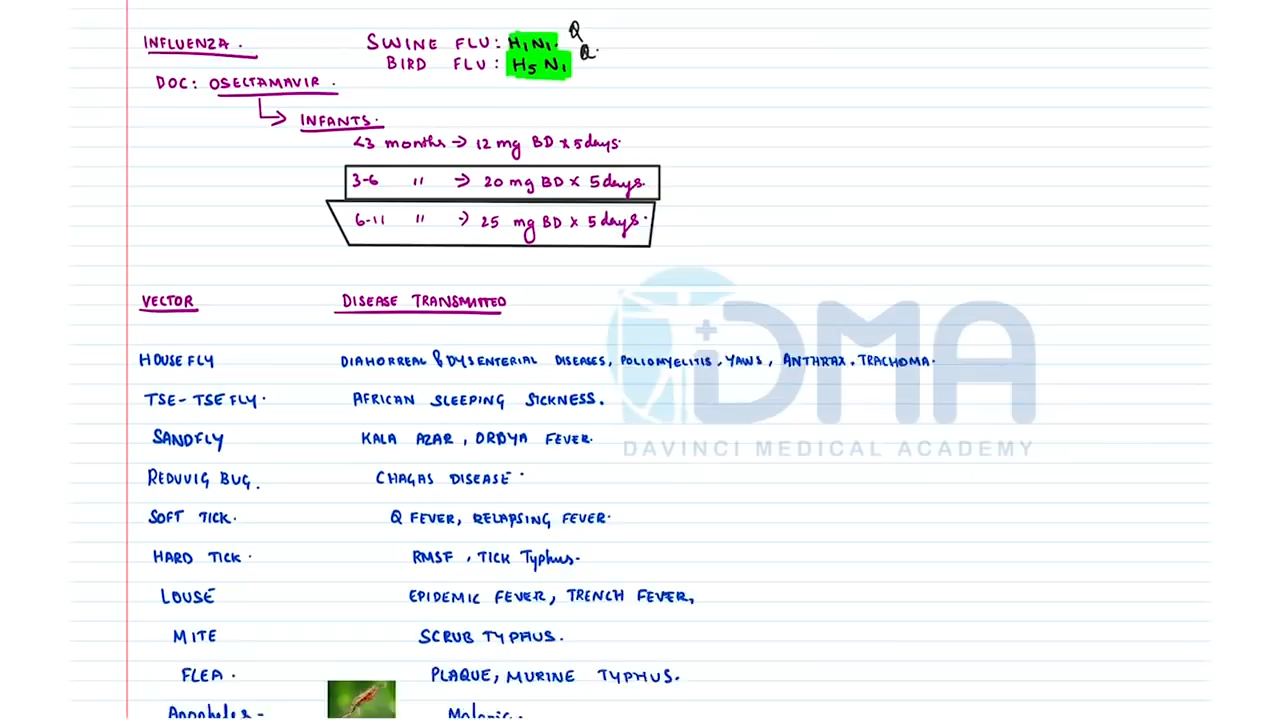 INFLUENZA. SWINE FLU: H1N1. Q
BIRD FLU: H5N1 Q.
DOC: OSELTAMAVIR.
INFANTS.
<3 months → 12 mg BD x 5 days.
3-6 " → 20 mg BD x 5 days.
6-11 " → 25 mg BD x 5 days.
VECTOR DISEASE TRANSMITTED
HOUSEFLY DIAHORREAL & DYSENTERIAL DISEASES, POLIOMYELITIS, YAWS, ANTHRAX, TRACHOMA.
TSE-TSE FLY. AFRICAN SLEEPING SICKNESS.
SANDFLY KALA AZAR, OROYA FEVER.
REDUVIG BUG. CHAGAS DISEASE.
SOFT TICK. Q FEVER, RELAPSING FEVER.
HARD TICK. RMSF, TICK Typhus.
LOUSE EPIDEMIC FEVER, TRENCH FEVER,
MITE SCRUB TYPHUS.
FLEA. PLAQUE, MURINE TYPHUS.
Anopheles- Malaria.
DMA
DAVINCI MEDICAL ACADEMY